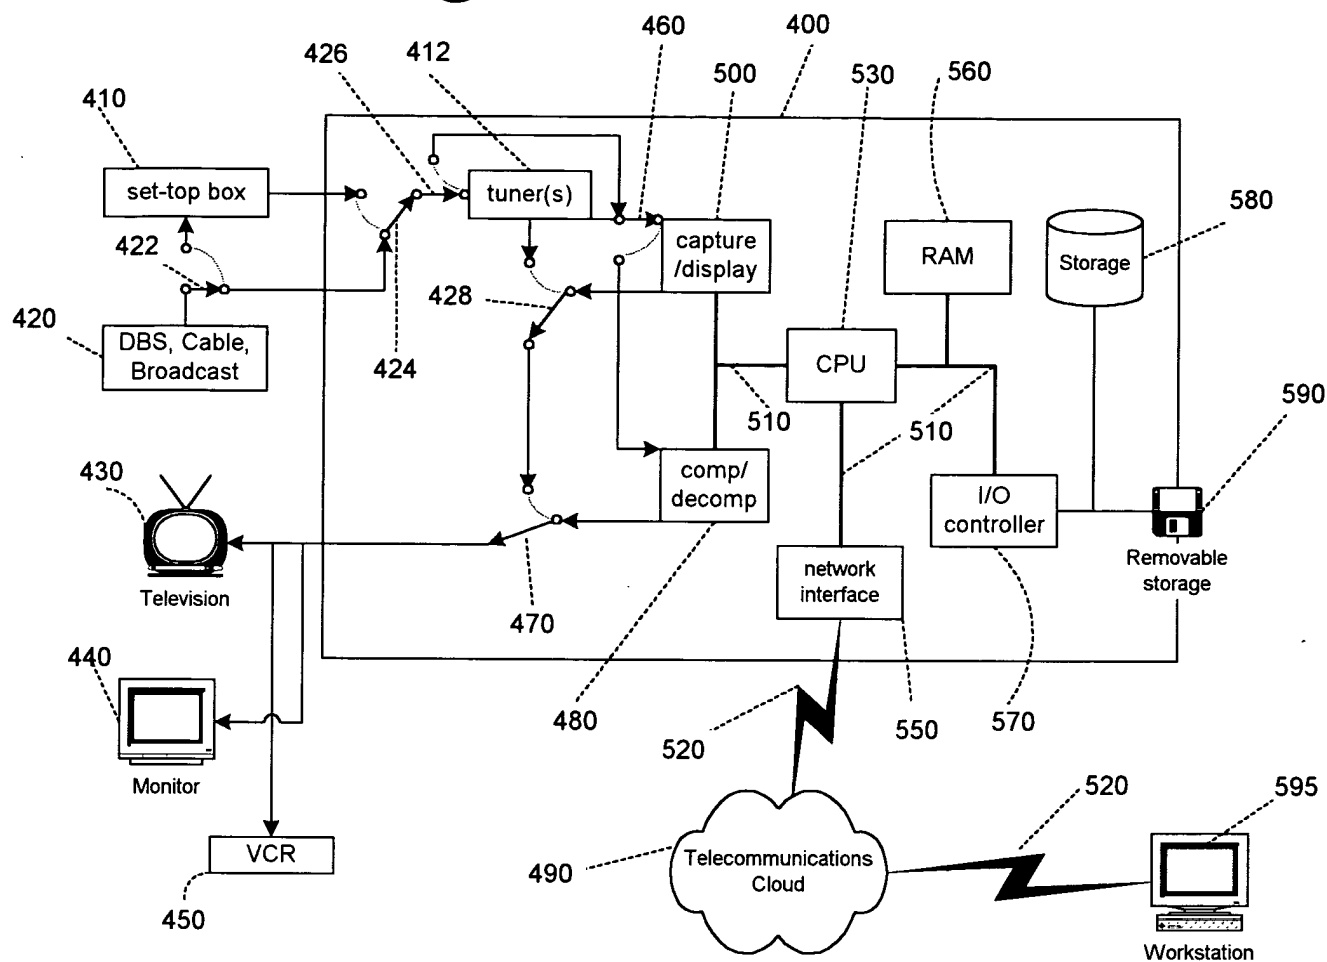 460
400
426
412
500
530
560
410
set-top box
tuner(s)
580
capture
/display
RAM
Storage
422
428
420
DBS, Cable,
Broadcast
424
CPU
510
510
590
430
comp/
decomp
I/O
controller
Removable
storage
network
interface
Television
470
440
480
520
550
570
Monitor
520
595
VCR
490
Telecommunications
Cloud
450
Workstation